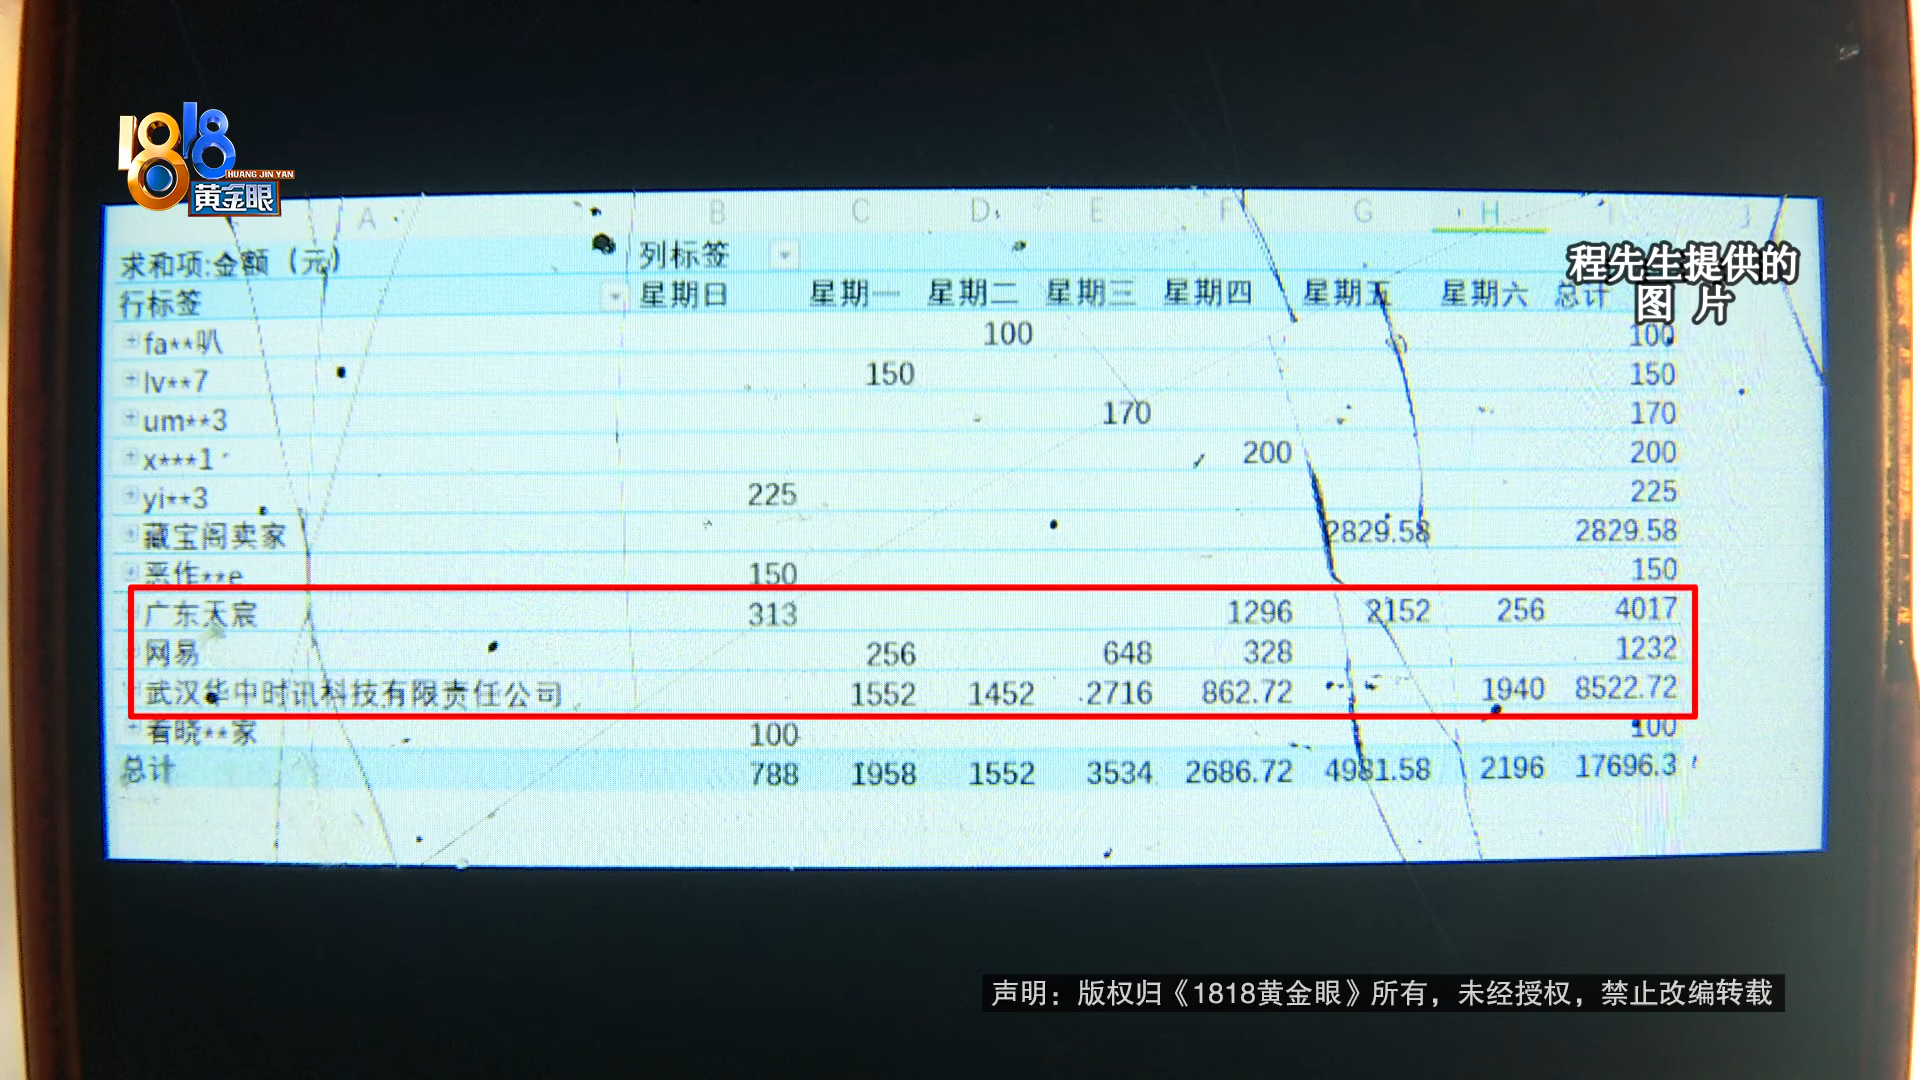 1818
HUANG JIN YAN
黄金眼
A B C D E F G H I J
程先生提供的
图 片
求和项:金额（元） 列标签
行标签 星期日 星期一 星期二 星期三 星期四 星期五 星期六 总计
fa**叭 100 100
lv**7 150 150
um**3 170 170
x***1 200 200
yi**3 225 225
藏宝阁卖家 2829.58 2829.58
恶作**e 150 150
广东天宸 313 1296 2152 256 4017
网易 256 648 328 1232
武汉华中时讯科技有限责任公司 1552 1452 2716 862.72 1940 8522.72
看晓**家 100 100
总计 788 1958 1552 3534 2686.72 4981.58 2196 17696.3
声明：版权归《1818黄金眼》所有，未经授权，禁止改编转载